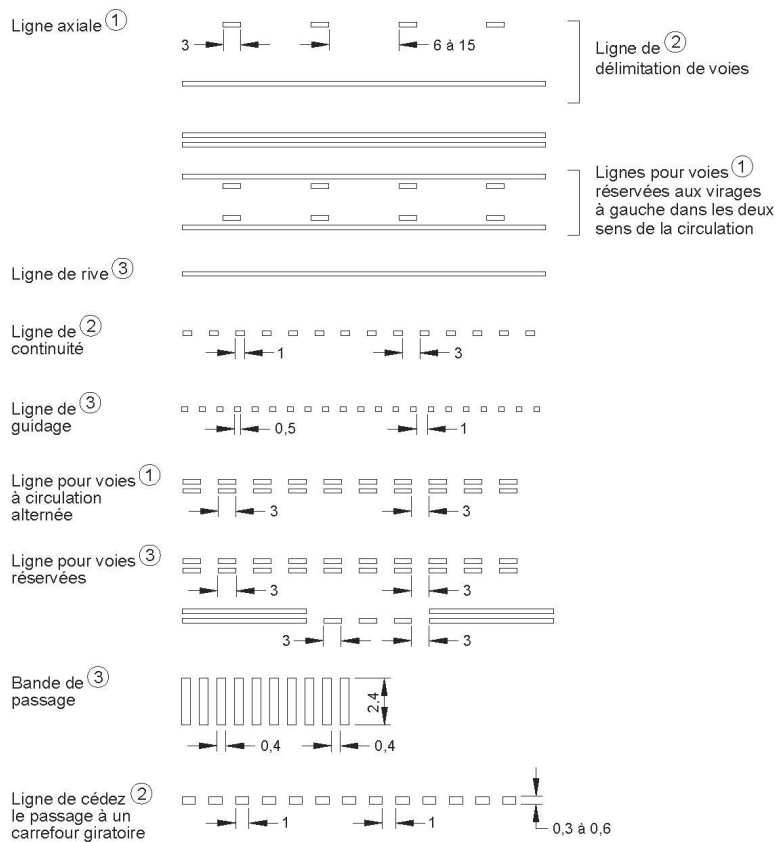 Ligne axiale 1
3
6 à 15
Ligne de 2
délimitation de voies
Lignes pour voies 1
réservées aux virages
à gauche dans les deux
sens de la circulation
Ligne de rive 3
Ligne de 2
continuité
1
3
Ligne de 3
guidage
0,5
1
Ligne pour voies 1
à circulation
alternée
3
3
Ligne pour voies 3
réservées
3
3
3
3
Bande de 3
passage
2,4
0,4
0,4
Ligne de cédez 2
le passage à un
carrefour giratoire
1
1
0,3 à 0,6